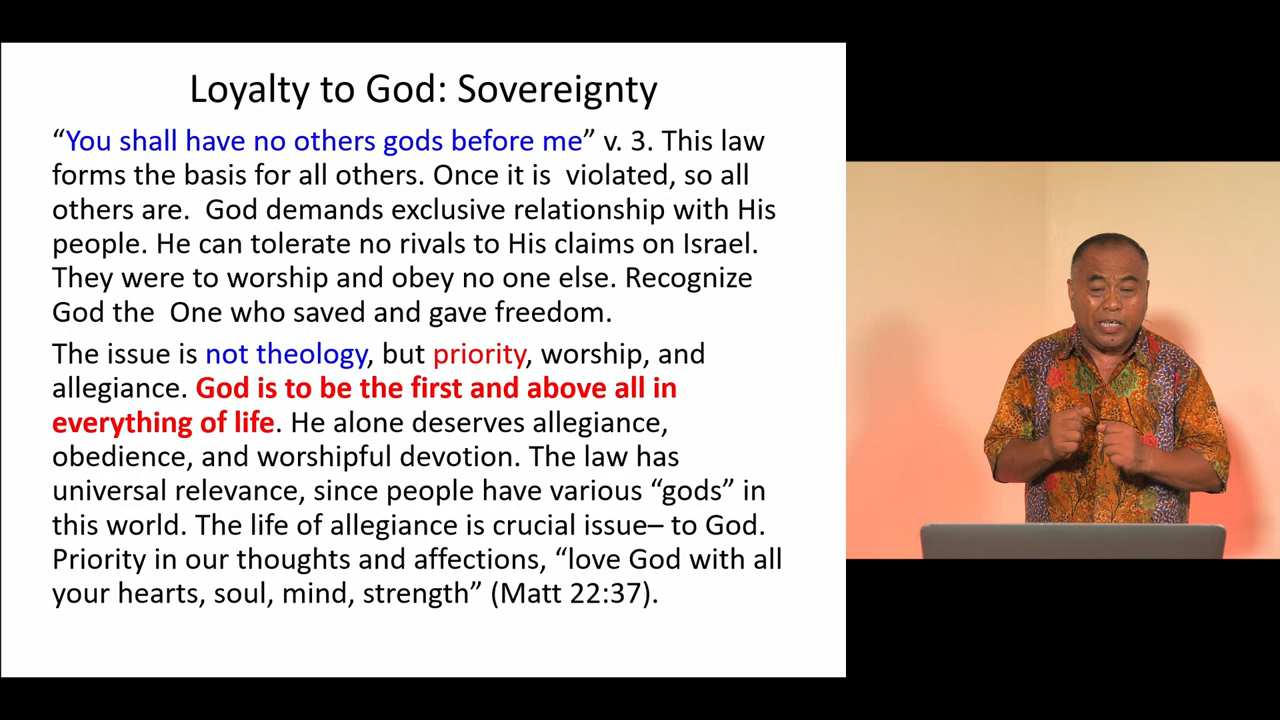 Loyalty to God: Sovereignty
“You shall have no others gods before me” v. 3. This law
forms the basis for all others. Once it is  violated, so all
others are.  God demands exclusive relationship with His
people. He can tolerate no rivals to His claims on Israel.
They were to worship and obey no one else. Recognize
God the  One who saved and gave freedom.
The issue is not theology, but priority, worship, and
allegiance. God is to be the first and above all in
everything of life. He alone deserves allegiance,
obedience, and worshipful devotion. The law has
universal relevance, since people have various “gods” in
this world. The life of allegiance is crucial issue– to God.
Priority in our thoughts and affections, “love God with all
your hearts, soul, mind, strength” (Matt 22:37).